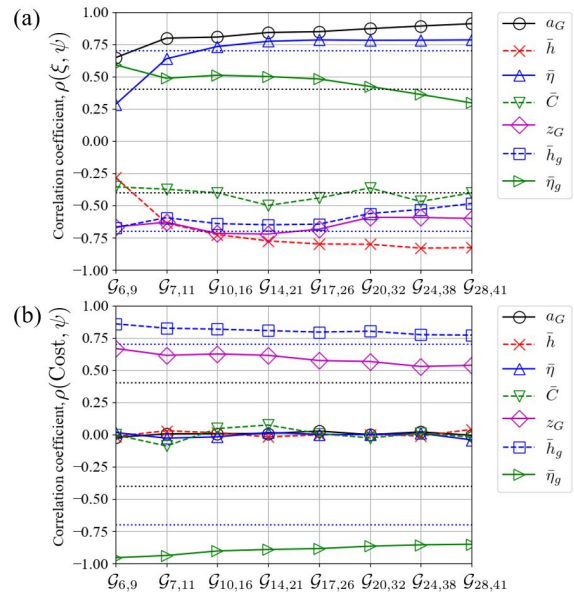 (a)
Correlation coefficient, ρ(ξ, ψ)
1.00
0.75
0.50
0.25
0.00
−0.25
−0.50
−0.75
−1.00
𝒢6,9 𝒢7,11 𝒢10,16 𝒢14,21 𝒢17,26 𝒢20,32 𝒢24,38 𝒢28,41
a_G
h̄
η̄
C̄
z_G
h̄_g
η̄_g
(b)
Correlation coefficient, ρ(Cost, ψ)
1.00
0.75
0.50
0.25
0.00
−0.25
−0.50
−0.75
−1.00
𝒢6,9 𝒢7,11 𝒢10,16 𝒢14,21 𝒢17,26 𝒢20,32 𝒢24,38 𝒢28,41
a_G
h̄
η̄
C̄
z_G
h̄_g
η̄_g